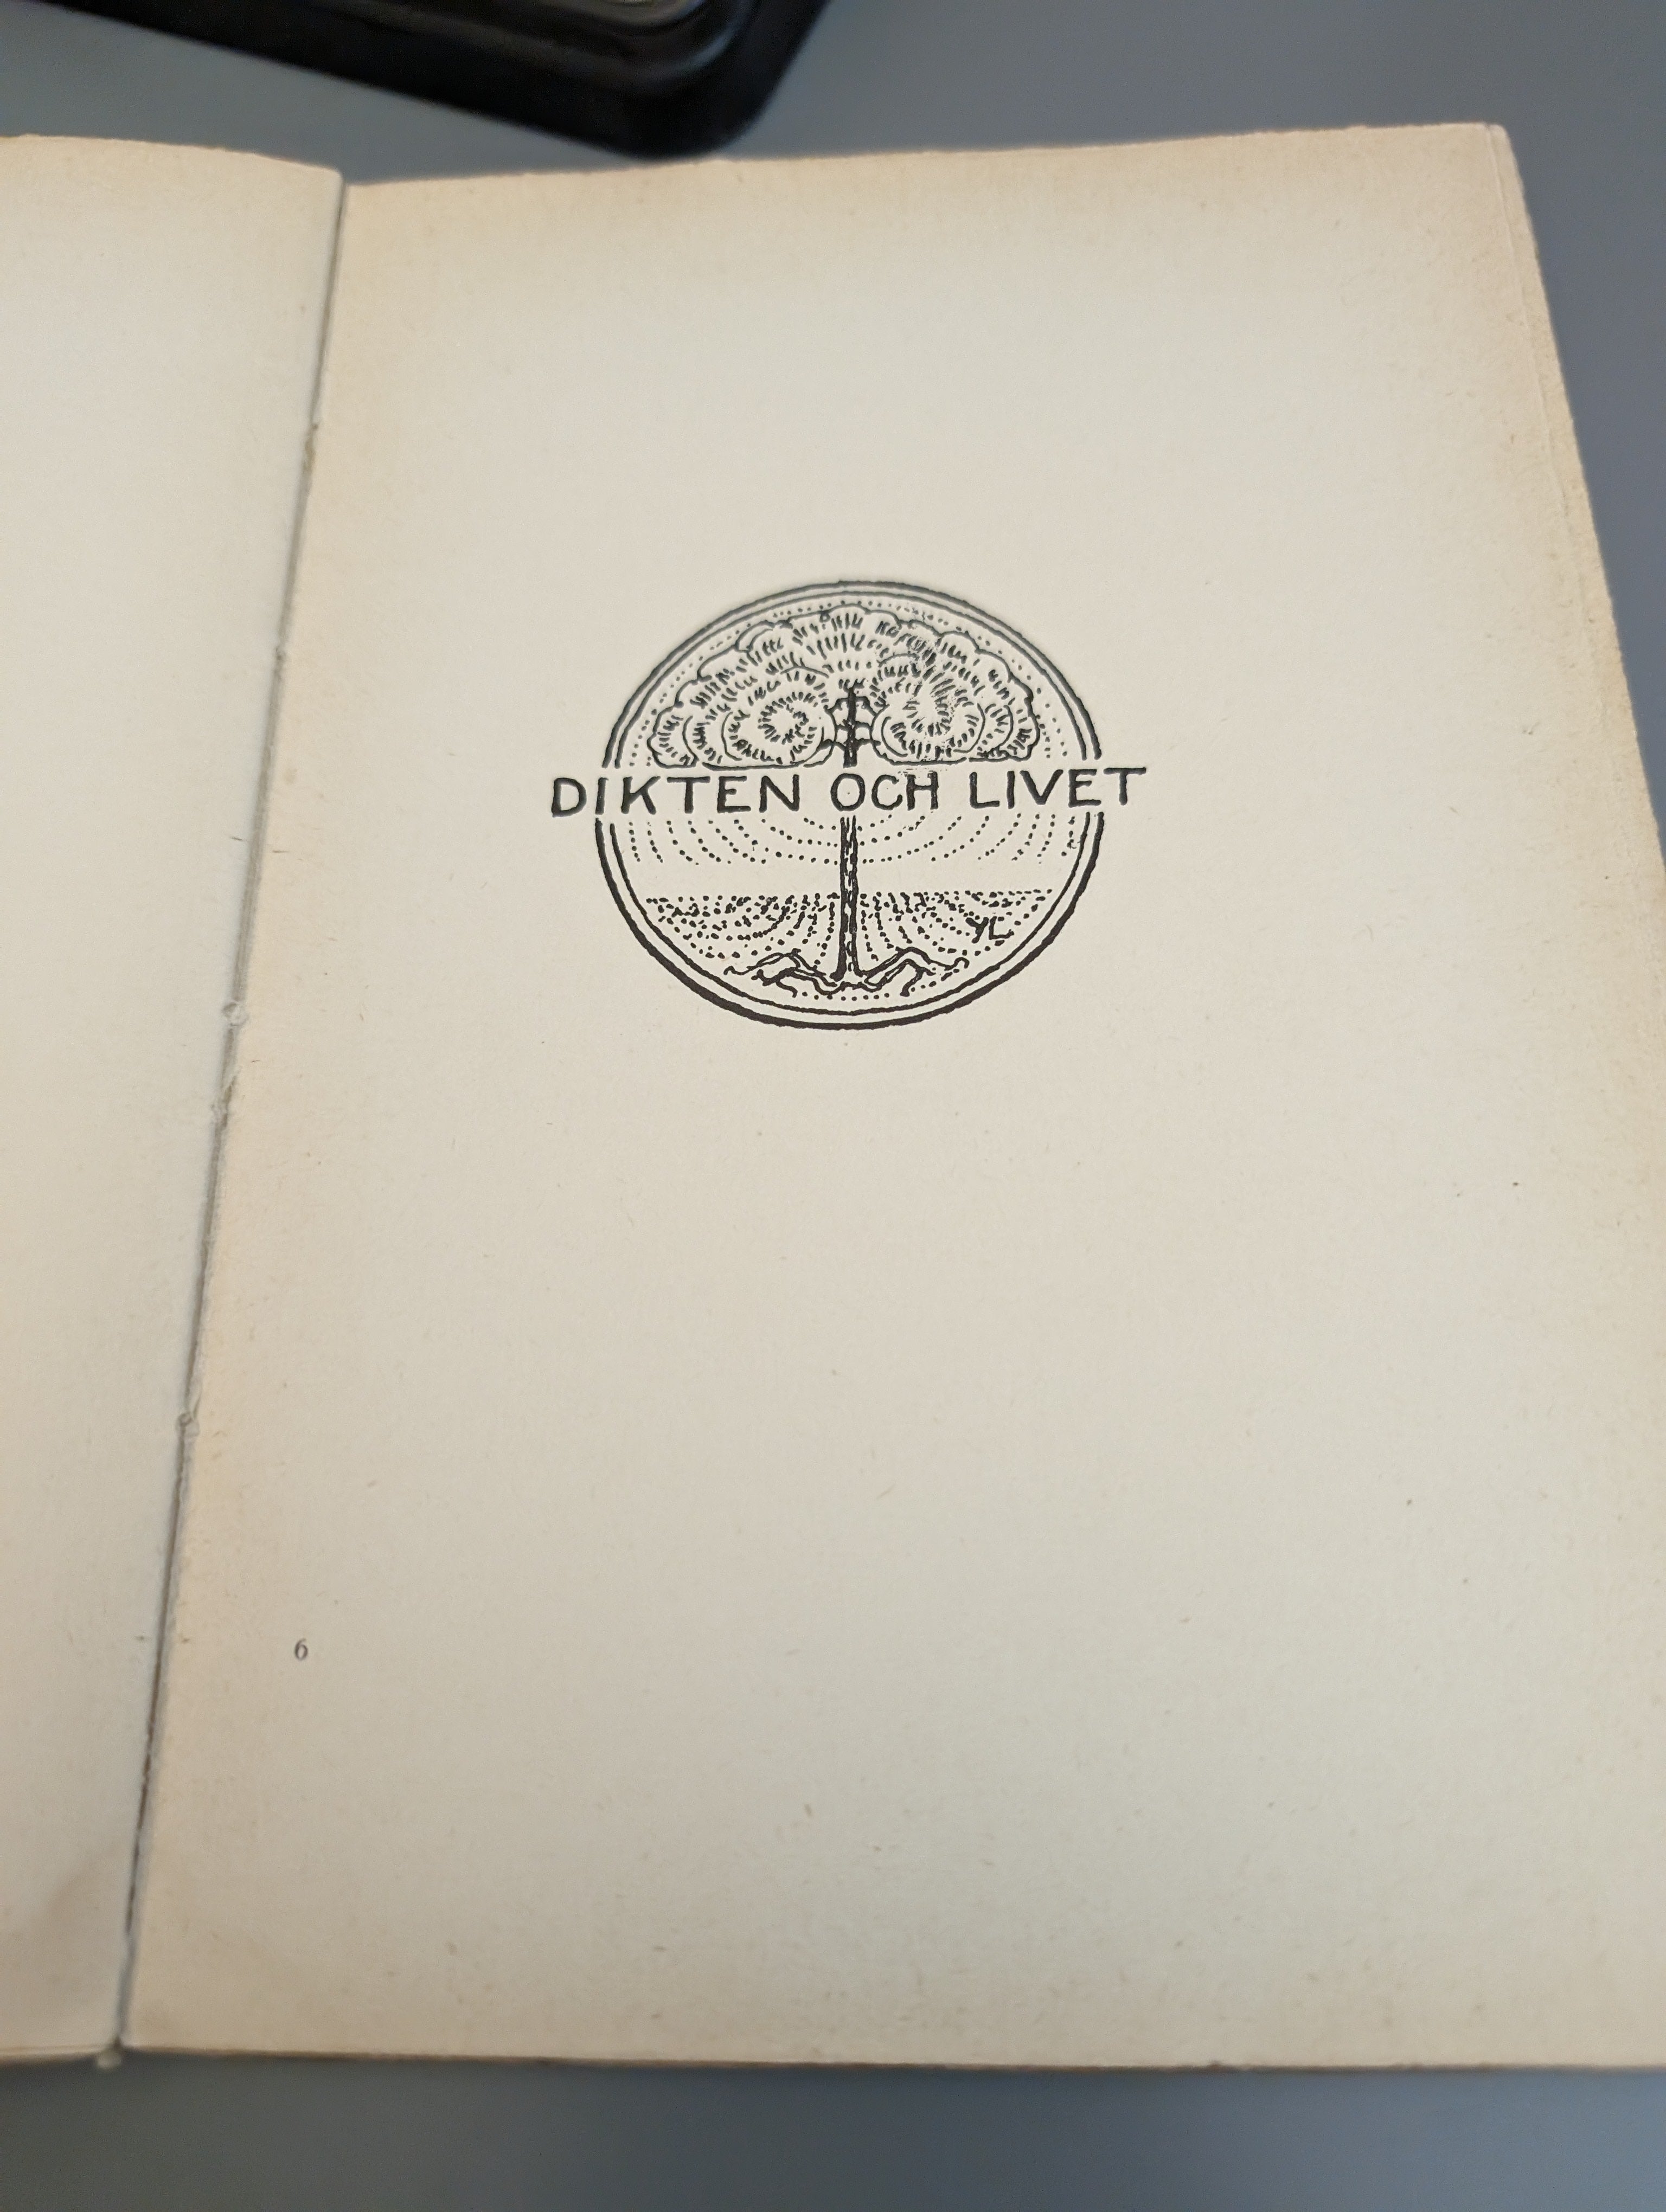 DIKTEN OCH LIVET
YL
6